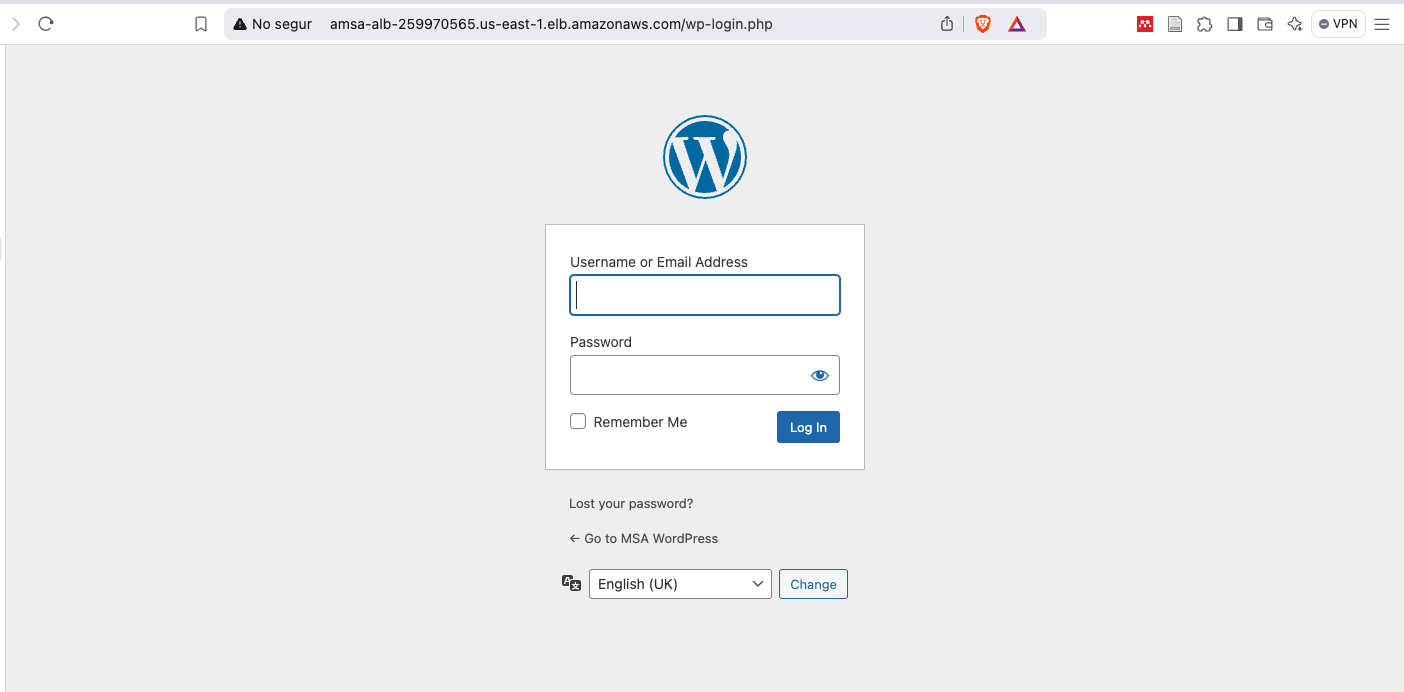 No segur amsa-alb-259970565.us-east-1.elb.amazonaws.com/wp-login.php VPN
Username or Email Address
Password
Remember Me Log In
Lost your password?
← Go to MSA WordPress
English (UK) Change